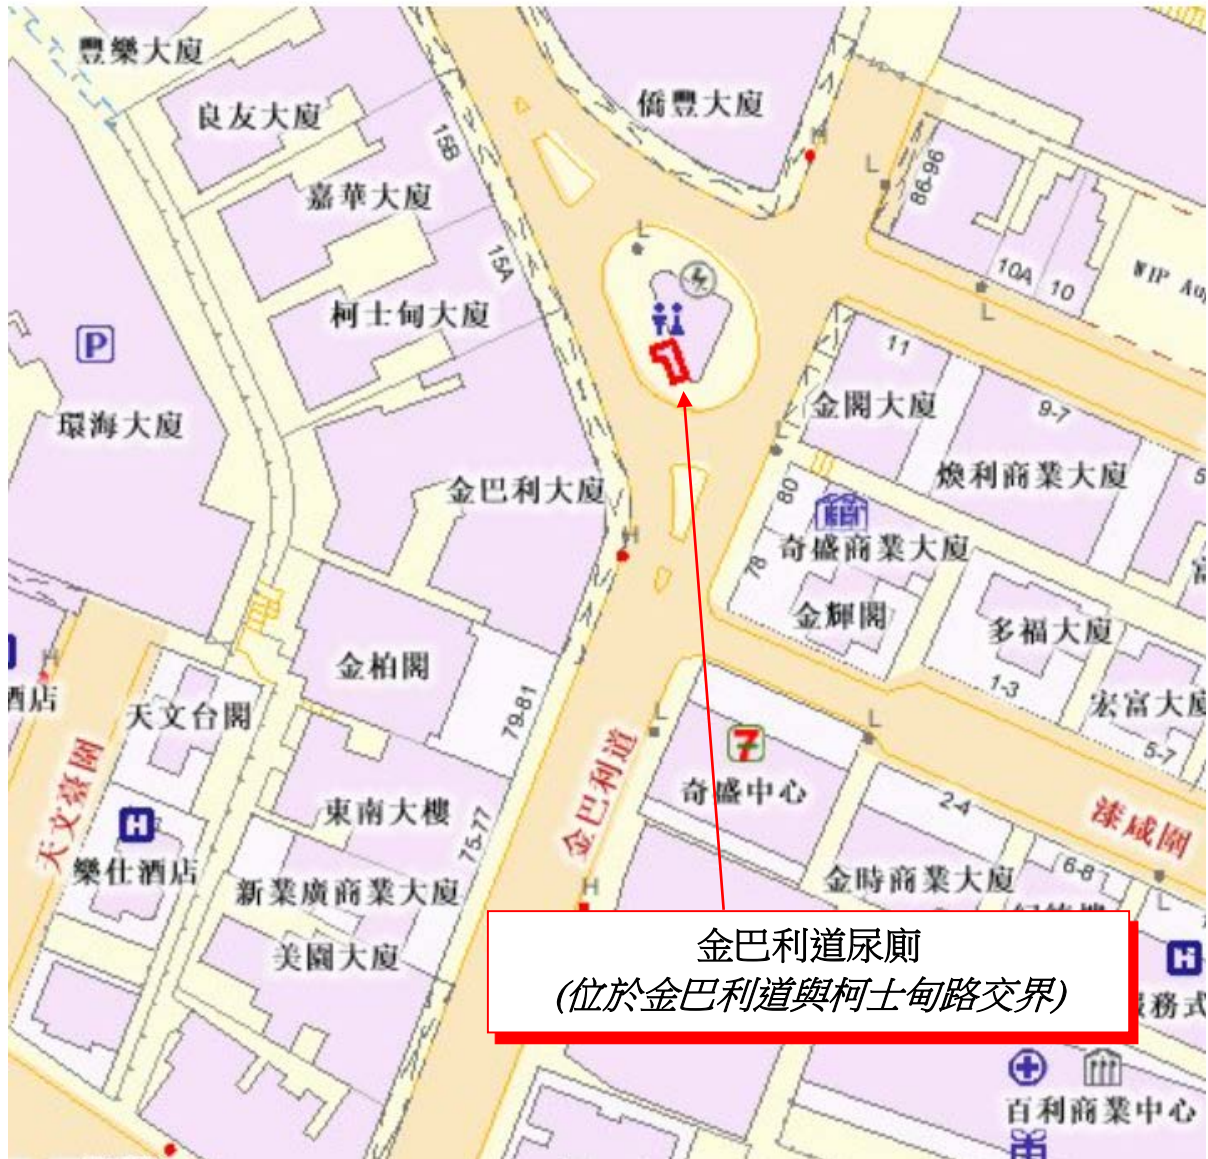 豐樂大廈
良友大廈
僑豐大廈
15B
H
嘉華大廈
L
86-96
L
15A
10A
10
WIP Au
L
柯士甸大廈
P
11
金閣大廈
9-7
環海大廈
L
煥利商業大廈
5
金巴利大廈
80
H
奇盛商業大廈
78
金輝閣
多福大廈
H
金柏閣
1-3
酒店
天文台閣
79-81
L
L
宏富大廈
5-7
天文臺圍
金巴利道
7
奇盛中心
2-4
漆咸圍
H
東南大樓
75-77
樂仕酒店
新業廣商業大廈
H
金時商業大廈
6-8
L
美園大廈
金巴利道尿廁
(位於金巴利道與柯士甸路交界)
H
服務式
百利商業中心